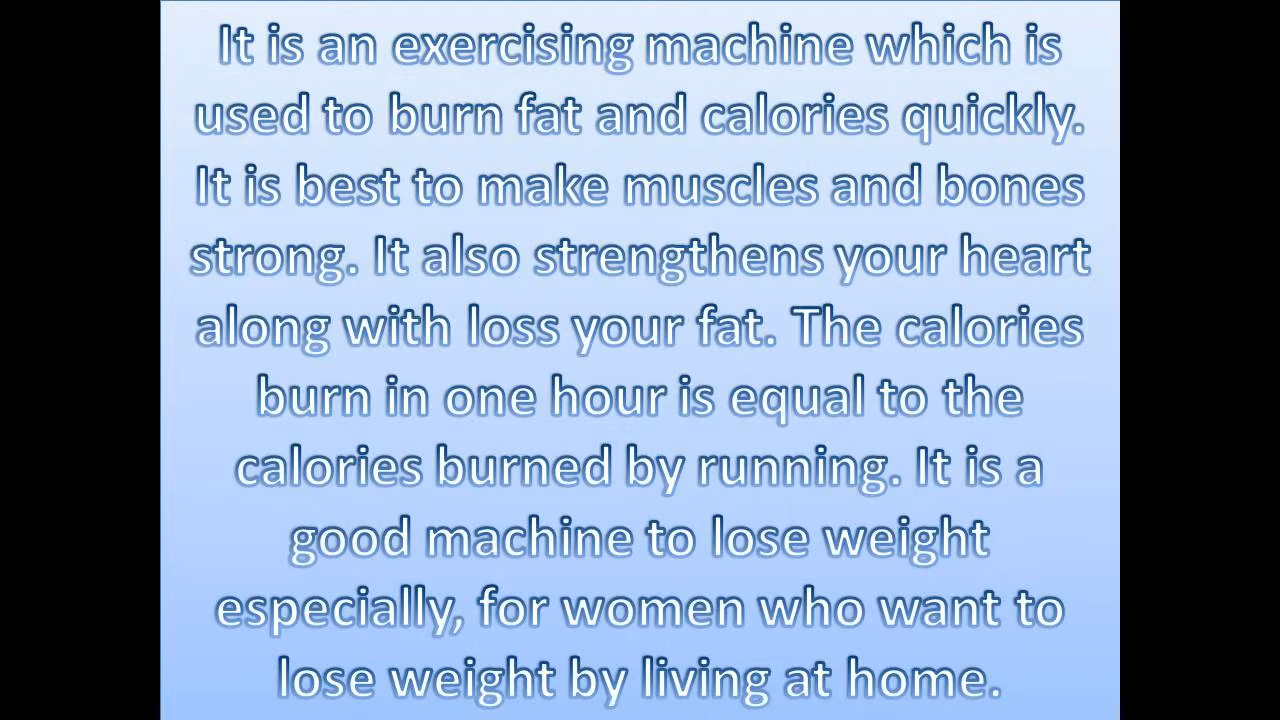 It is an exercising machine which is
used to burn fat and calories quickly.
It is best to make muscles and bones
strong. It also strengthens your heart
along with loss your fat. The calories
burn in one hour is equal to the
calories burned by running. It is a
good machine to lose weight
especially, for women who want to
lose weight by living at home.